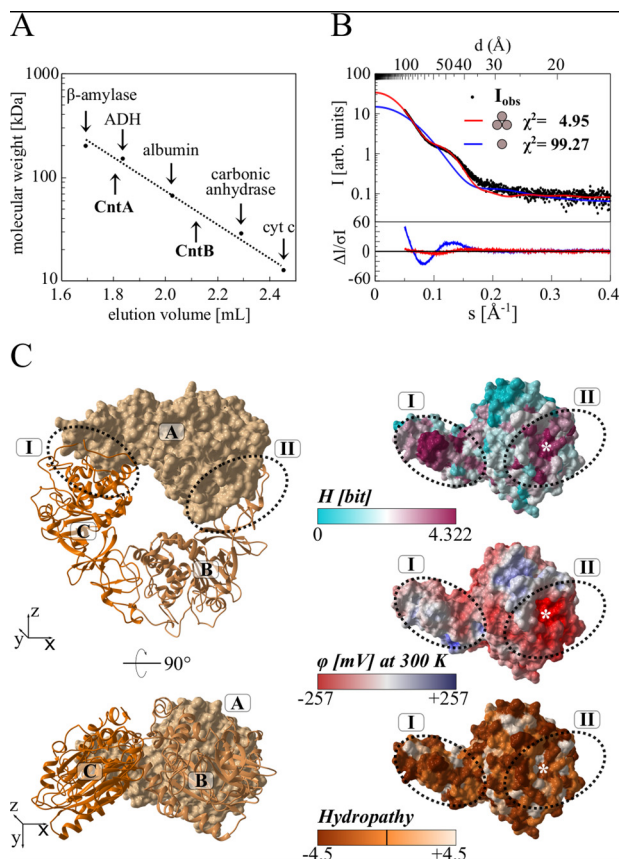 A
B
molecular weight [kDa]
1000
100
10
β-amylase
ADH
albumin
carbonic
anhydrase
cyt c
CntA
CntB
1.6 1.8 2.0 2.2 2.4
elution volume [mL]
d (Å)
100 5040 30 20
I [arb. units]
100
10
1
0.1
I obs
χ²= 4.95
χ²= 99.27
ΔI/σI
60
0
-60
0 0.1 0.2 0.3 0.4
s [Å⁻¹]
C
I
A
II
C
B
z
y x
90°
A
C
B
z
x
y
I
II
*
H [bit]
0 4.322
I
II
*
φ [mV] at 300 K
-257 +257
I
II
*
Hydropathy
-4.5 +4.5